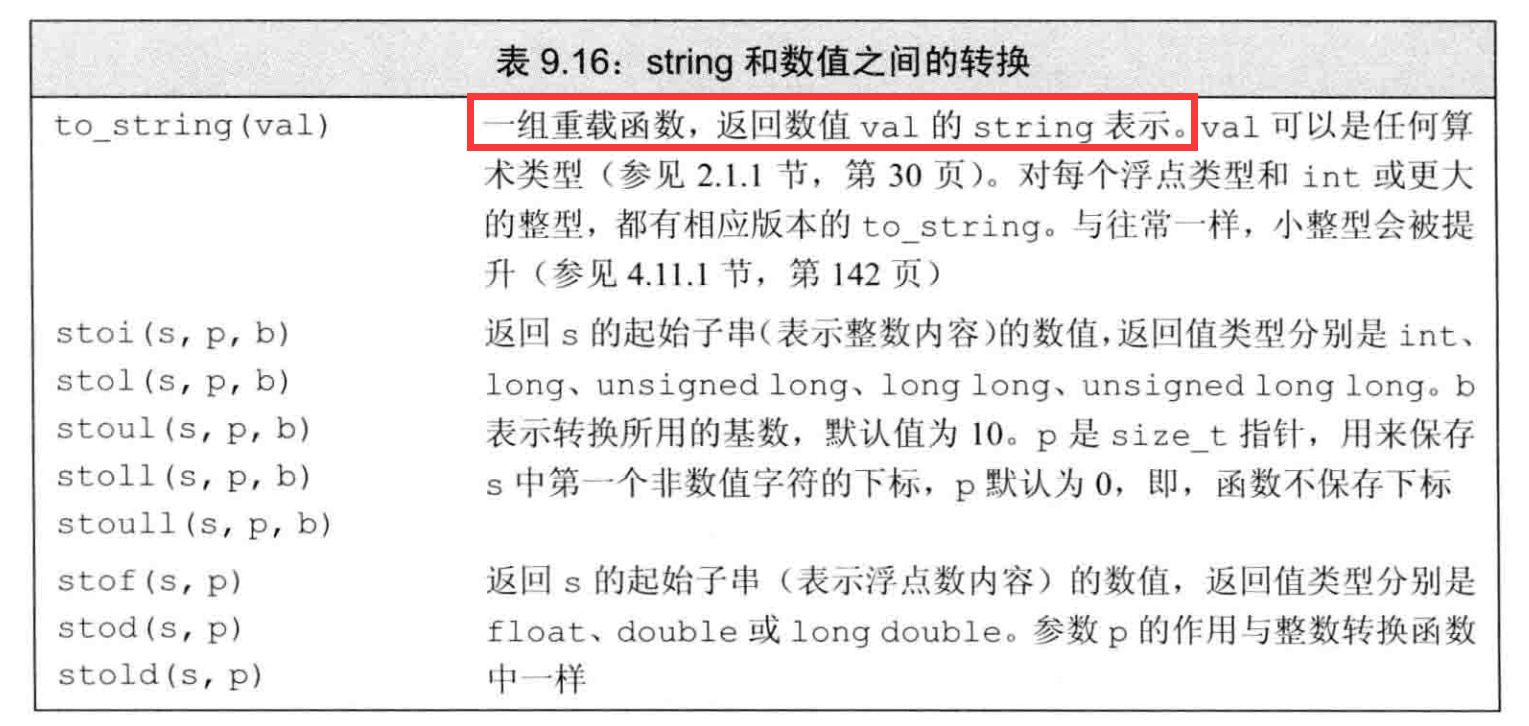 表 9.16：string 和数值之间的转换
to_string(val) 一组重载函数，返回数值 val 的 string 表示。val 可以是任何算
术类型（参见 2.1.1 节，第 30 页）。对每个浮点类型和 int 或更大
的整型，都有相应版本的 to_string。与往常一样，小整型会被提
升（参见 4.11.1 节，第 142 页）
stoi(s, p, b) 返回 s 的起始子串（表示整数内容）的数值，返回值类型分别是 int、
stol(s, p, b) long、unsigned long、long long、unsigned long long。b
stoul(s, p, b) 表示转换所用的基数，默认值为 10。p 是 size_t 指针，用来保存
stoll(s, p, b) s 中第一个非数值字符的下标，p 默认为 0，即，函数不保存下标
stoull(s, p, b)
stof(s, p) 返回 s 的起始子串（表示浮点数内容）的数值，返回值类型分别是
stod(s, p) float、double 或 long double。参数 p 的作用与整数转换函数
stold(s, p) 中一样